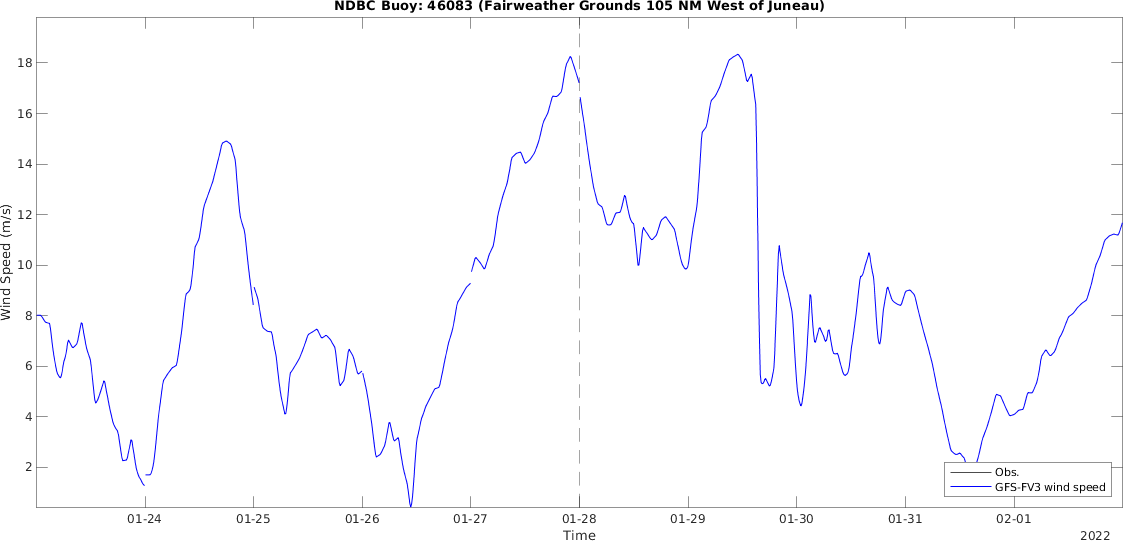 NDBC Buoy: 46083 (Fairweather Grounds 105 NM West of Juneau)
18
16
14
12
10
8
6
4
2
Wind Speed (m/s)
Obs.
GFS-FV3 wind speed
01-24 01-25 01-26 01-27 01-28 01-29 01-30 01-31 02-01
Time
2022